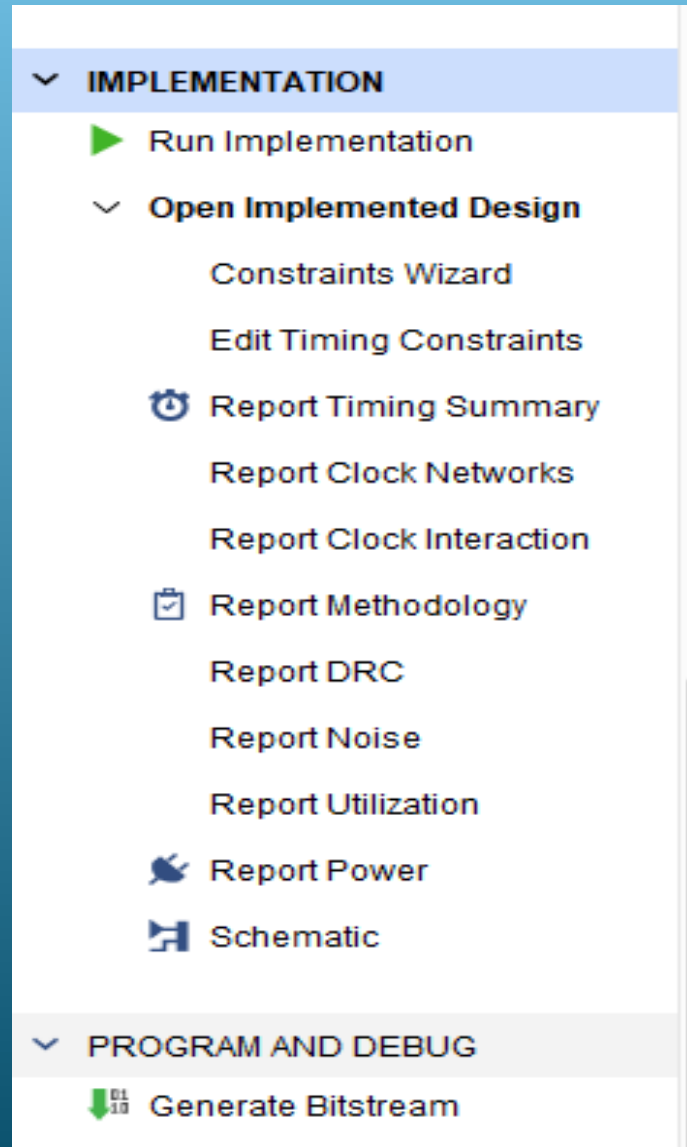 IMPLEMENTATION
Run Implementation
Open Implemented Design
Constraints Wizard
Edit Timing Constraints
Report Timing Summary
Report Clock Networks
Report Clock Interaction
Report Methodology
Report DRC
Report Noise
Report Utilization
Report Power
Schematic
PROGRAM AND DEBUG
Generate Bitstream